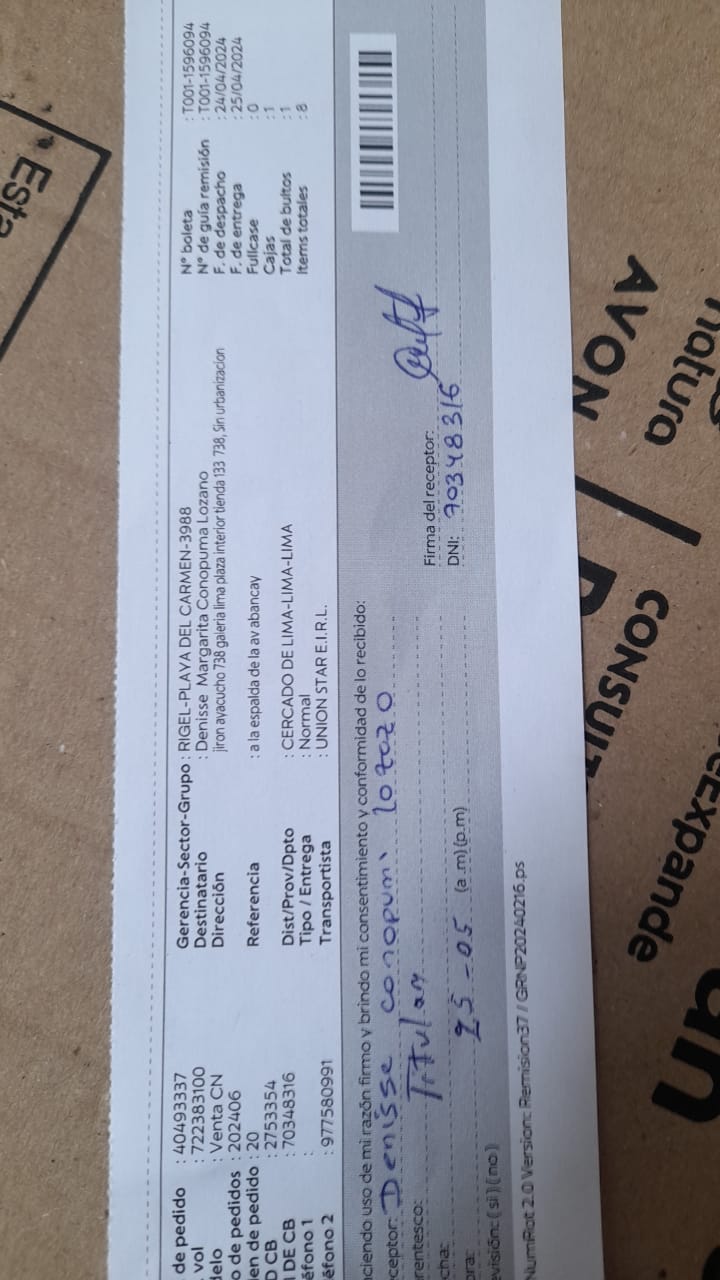 de pedido : 40493337
vol : 722383100
delo : Venta CN
o de pedidos : 202406
en de pedido : 20
D CB : 2753354
I DE CB : 70348316
éfono 1 :
éfono 2 : 977580991
Gerencia-Sector-Grupo : RIGEL-PLAYA DEL CARMEN-3988
Destinatario : Denisse Margarita Conopuma Lozano
Dirección jiron ayacucho 738 galeria lima plaza interior tienda 133 738, Sin urbanizacion
Referencia : a la espalda de la av abancay
Dist/Prov/Dpto : CERCADO DE LIMA-LIMA-LIMA
Tipo / Entrega : Normal
Transportista : UNION STAR E.I.R.L.
N° boleta : T001-1596094
N° de guía remisión : T001-1596094
F. de despacho : 24/04/2024
F. de entrega : 25/04/2024
Fullcase : 0
Cajas : 1
Total de bultos : 1
Items totales : 8
ciendo uso de mi razón firmo y brindo mi consentimiento y conformidad de lo recibido:
ceptor: Denisse conopuma lozozo
rentesco: Titular
cha: 25-05
ora: (a.m)(p.m)
evisión: ( si )( no )
Firma del receptor:
DNI: 70348316
NumRot 2.0 Version: Remision37 / GRNP20240216.ps
Esta
natura
AVON /
CONSULT
eexpande